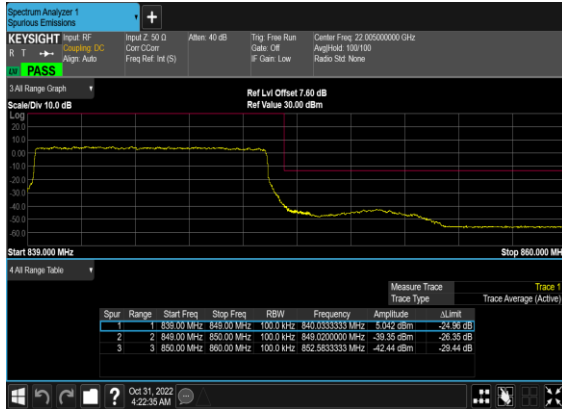 Spectrum Analyzer 1
Spurious Emissions
KEYSIGHT Input: RF Input Z: 50 Ω Atten: 40 dB Trig: Free Run Center Freq: 22.005000000 GHz
R T Coupling: DC Corr CCorr Gate: Off Avg|Hold: 100/100
Align: Auto Freq Ref: Int (S) IF Gain: Low Radio Std: None
PASS
3 All Range Graph
Ref Lvl Offset 7.60 dB
Scale/Div 10.0 dB Ref Value 30.00 dBm
Log
20.0
10.0
0.00
-10.0
-20.0
-30.0
-40.0
-50.0
-60.0
Start 839.000 MHz Stop 860.000 MH
4 All Range Table
Measure Trace Trace 1
Trace Type Trace Average (Active)
Spur Range Start Freq Stop Freq RBW Frequency Amplitude ΔLimit
1 1 839.00 MHz 849.00 MHz 100.0 kHz 840.0333333 MHz 5.042 dBm -24.96 dB
2 2 849.00 MHz 850.00 MHz 100.0 kHz 849.0200000 MHz -39.35 dBm -26.35 dB
3 3 850.00 MHz 860.00 MHz 100.0 kHz 852.5833333 MHz -42.44 dBm -29.44 dB
? Oct 31, 2022
4:22:35 AM